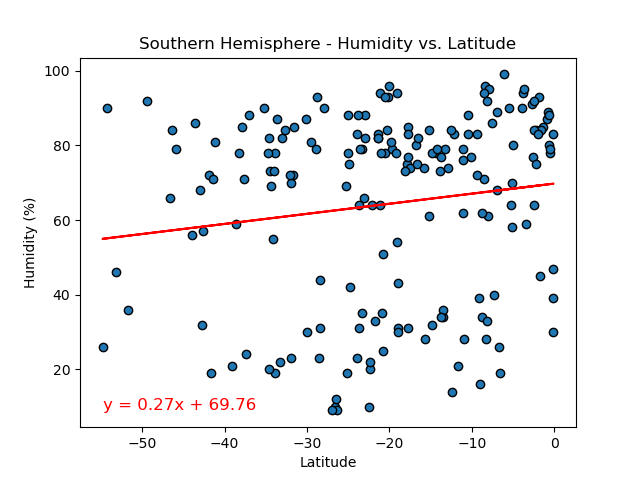 Southern Hemisphere - Humidity vs. Latitude
100
80
60
40
20
Humidity (%)
y = 0.27x + 69.76
−50 −40 −30 −20 −10 0
Latitude